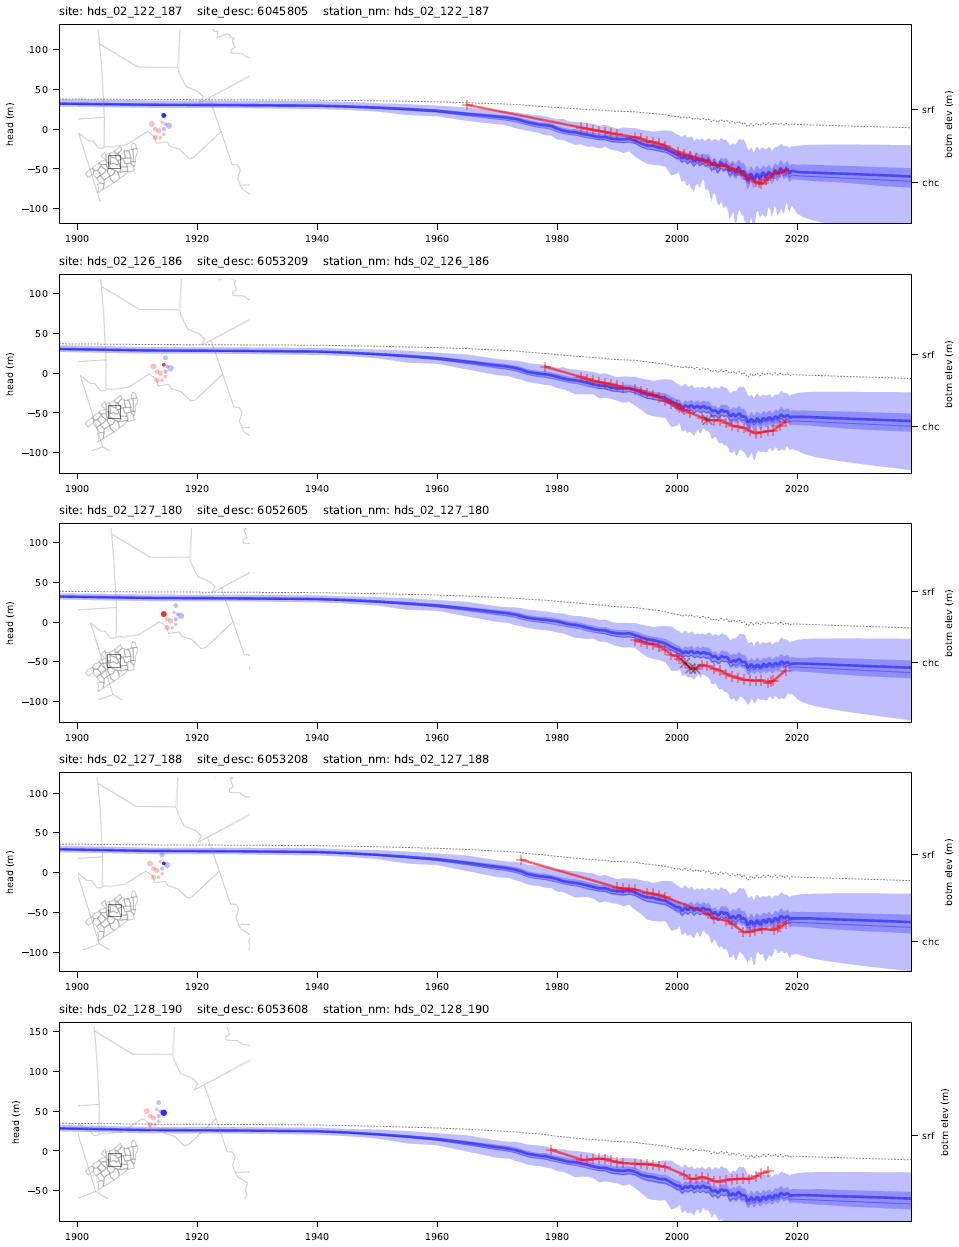 site: hds_02_122_187    site_desc: 6045805    station_nm: hds_02_122_187
100
50
0
−50
−100
head (m)
srf
chc
botm elev (m)
1900 1920 1940 1960 1980 2000 2020
site: hds_02_126_186    site_desc: 6053209    station_nm: hds_02_126_186
100
50
0
−50
−100
head (m)
srf
chc
botm elev (m)
1900 1920 1940 1960 1980 2000 2020
site: hds_02_127_180    site_desc: 6052605    station_nm: hds_02_127_180
100
50
0
−50
−100
head (m)
srf
chc
botm elev (m)
1900 1920 1940 1960 1980 2000 2020
site: hds_02_127_188    site_desc: 6053208    station_nm: hds_02_127_188
100
50
0
−50
−100
head (m)
srf
chc
botm elev (m)
1900 1920 1940 1960 1980 2000 2020
site: hds_02_128_190    site_desc: 6053608    station_nm: hds_02_128_190
150
100
50
0
−50
head (m)
srf
botm elev (m)
1900 1920 1940 1960 1980 2000 2020